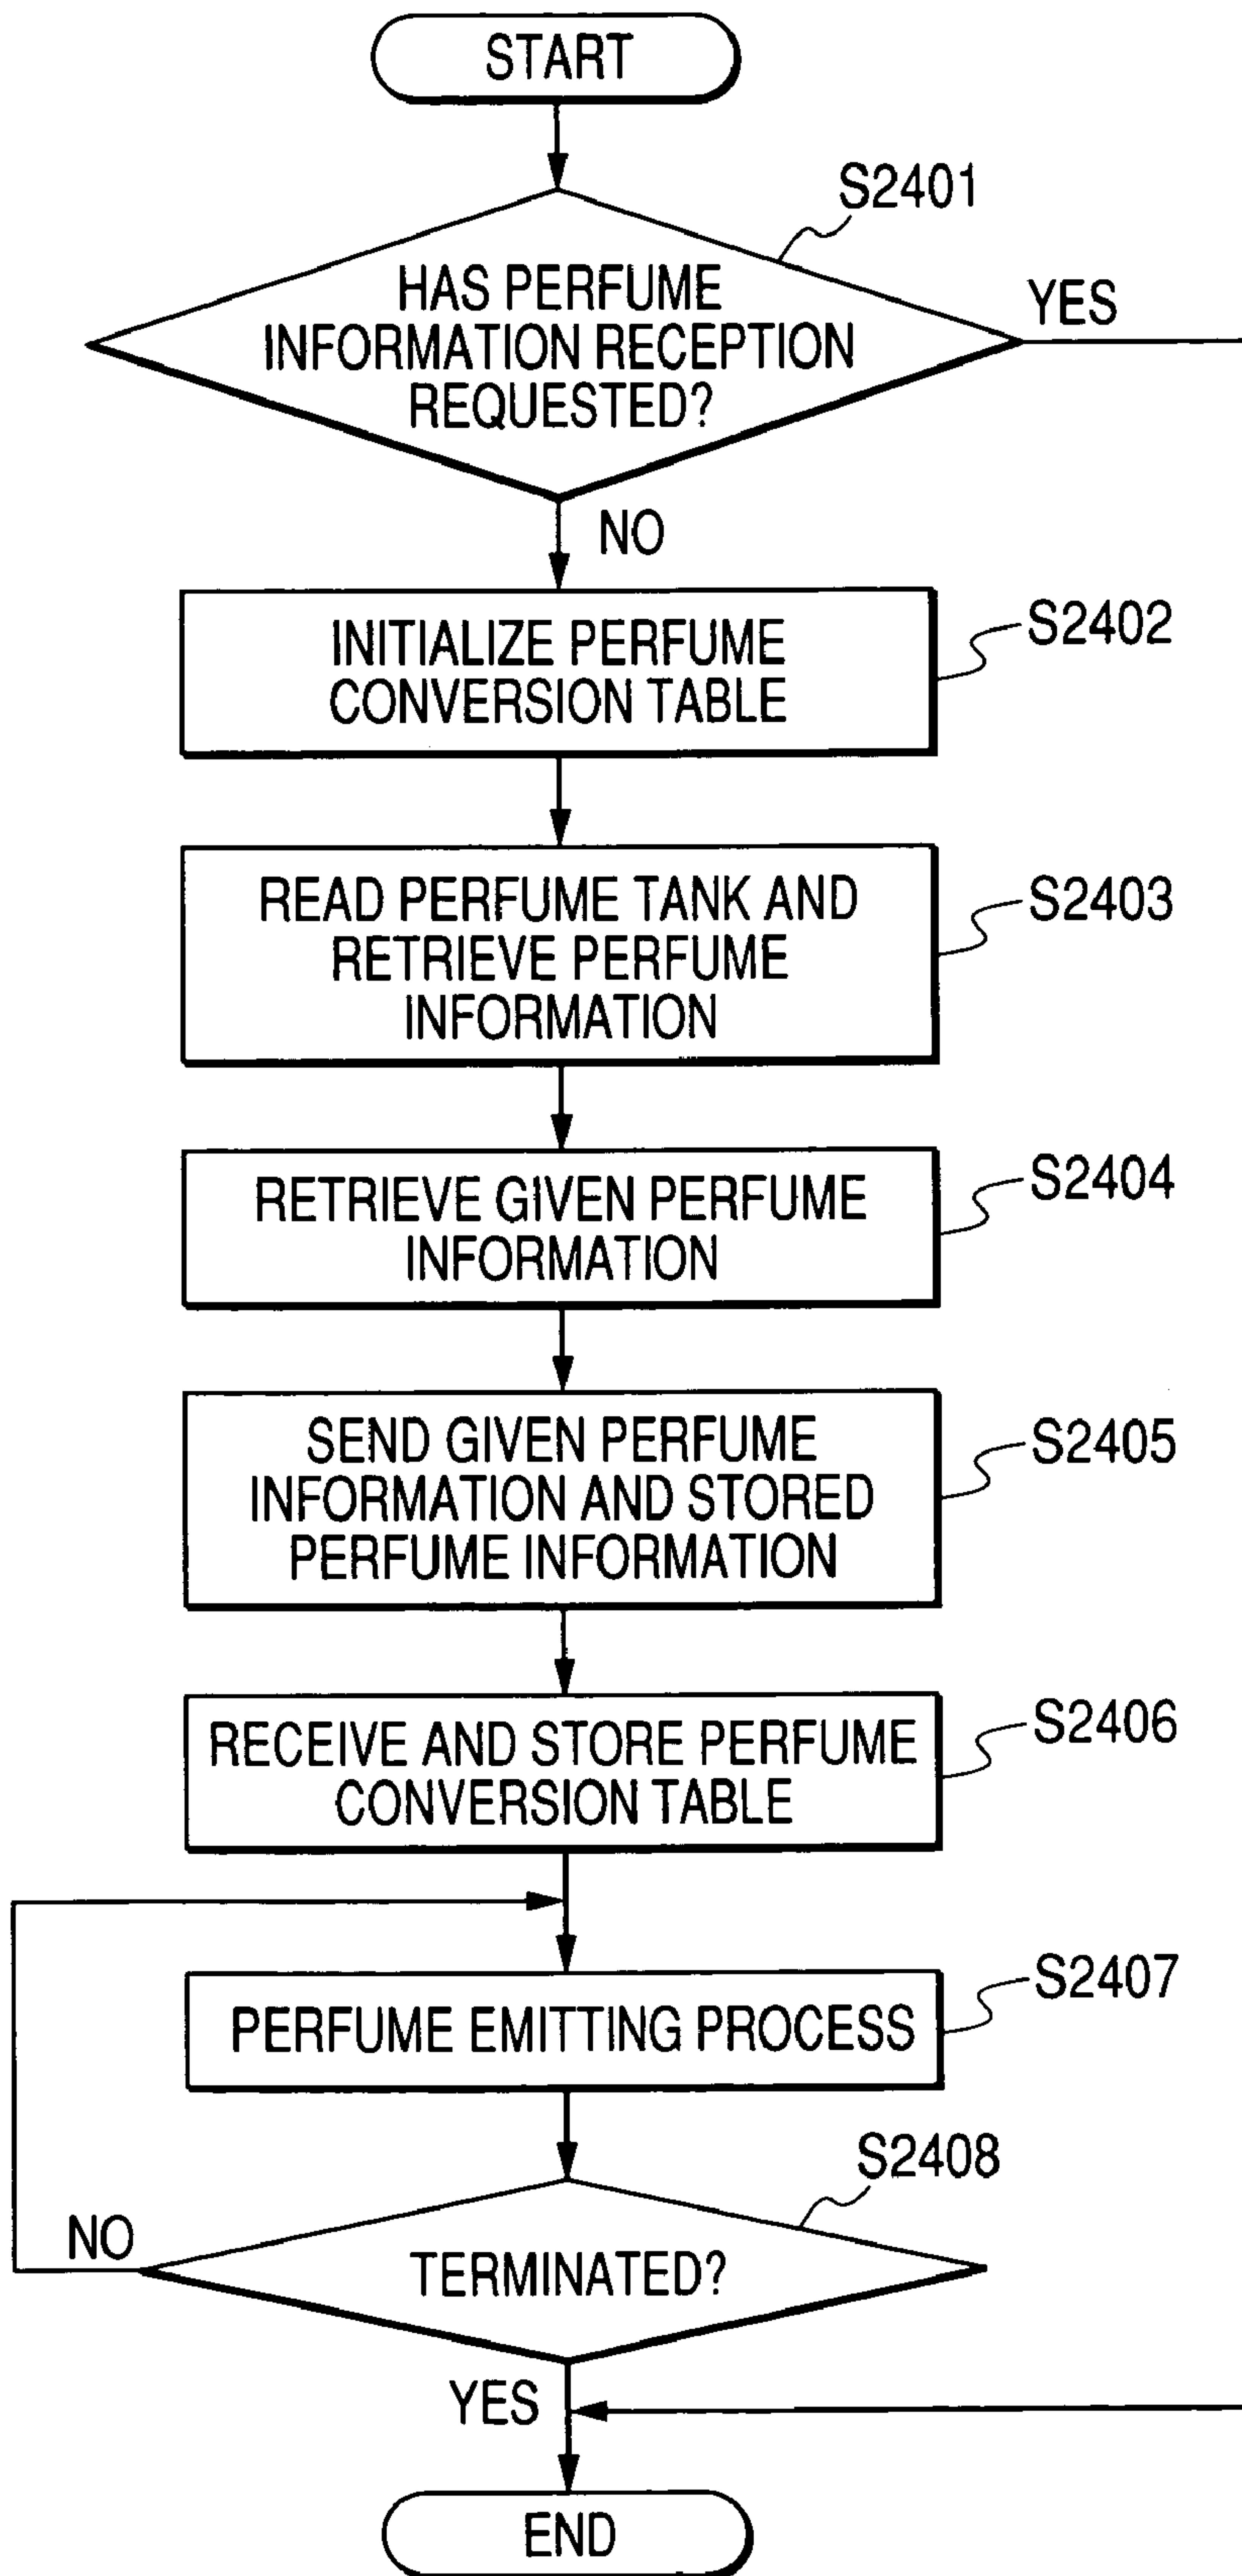 START
S2401
HAS PERFUME
INFORMATION RECEPTION
REQUESTED?
YES
NO
INITIALIZE PERFUME
CONVERSION TABLE
S2402
READ PERFUME TANK AND
RETRIEVE PERFUME
INFORMATION
S2403
RETRIEVE GIVEN PERFUME
INFORMATION
S2404
SEND GIVEN PERFUME
INFORMATION AND STORED
PERFUME INFORMATION
S2405
RECEIVE AND STORE PERFUME
CONVERSION TABLE
S2406
PERFUME EMITTING PROCESS
S2407
S2408
TERMINATED?
NO
YES
END